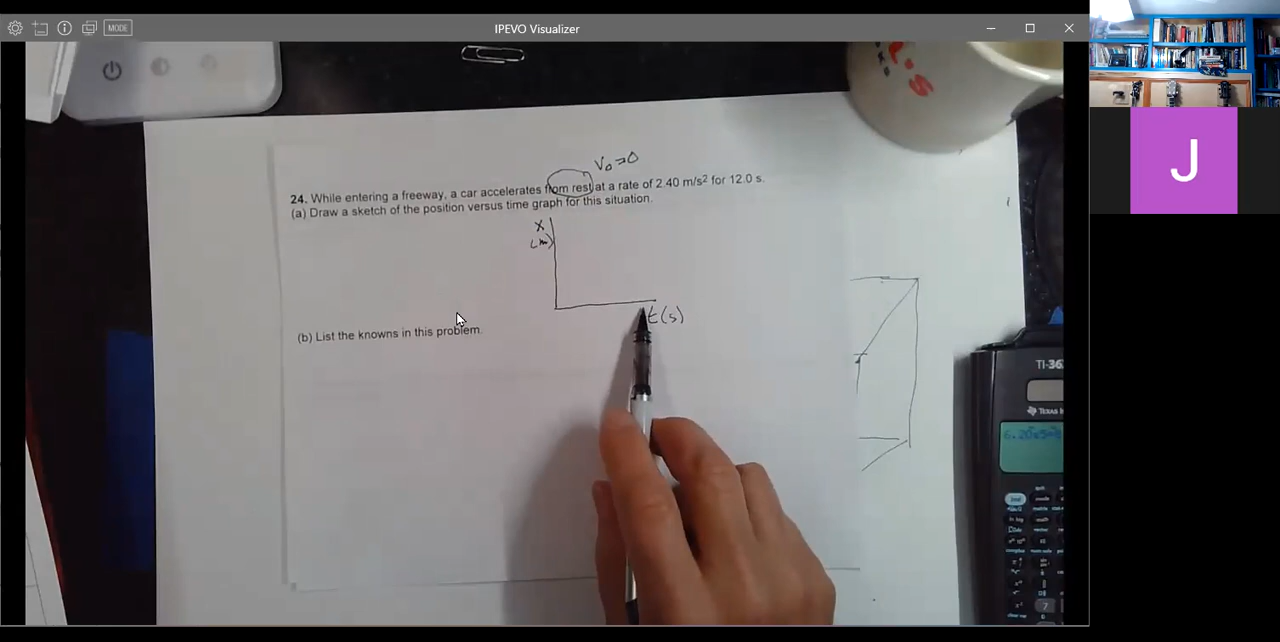 IPEVO Visualizer
MODE
V₀ = 0
24. While entering a freeway, a car accelerates from rest at a rate of 2.40 m/s² for 12.0 s.
(a) Draw a sketch of the position versus time graph for this situation.
x
(m)
t(s)
(b) List the knowns in this problem.
J
TI-36
TEXAS
7